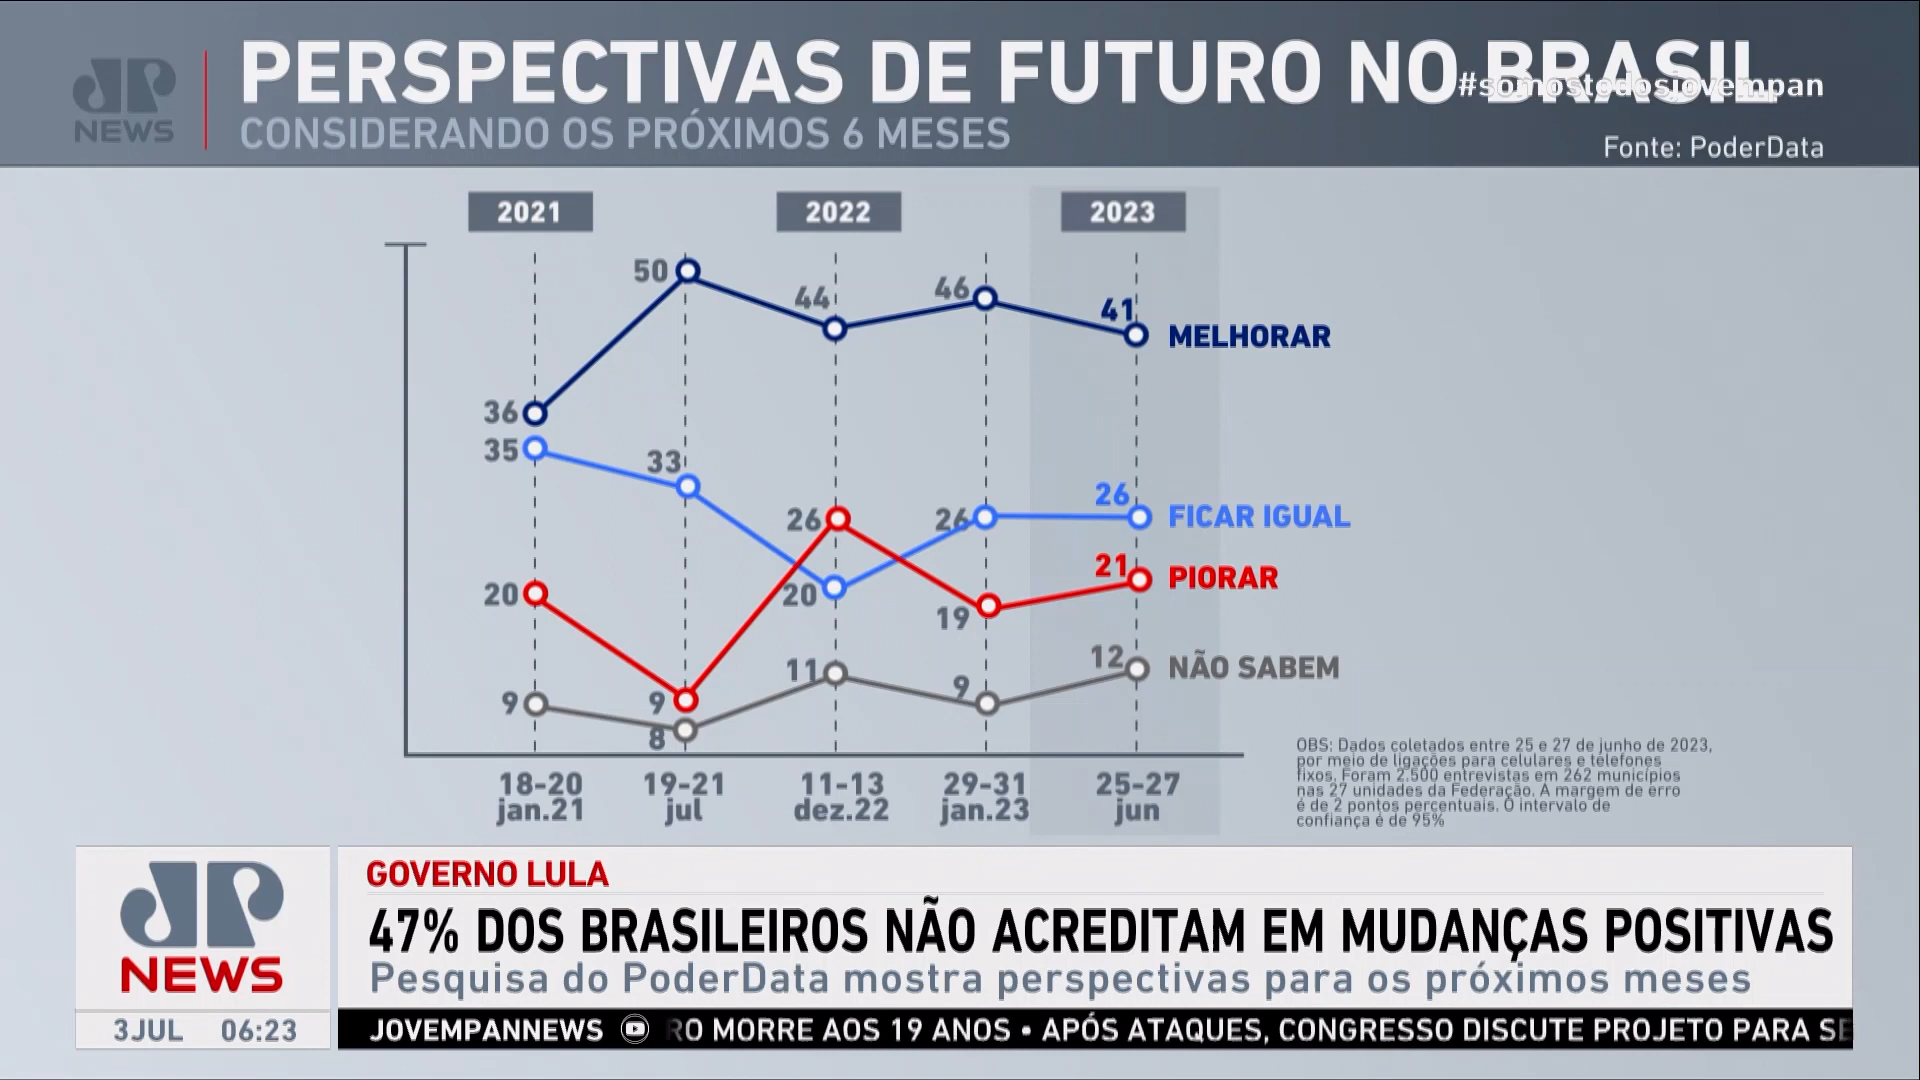 JP
NEWS
PERSPECTIVAS DE FUTURO NO BRASIL
#somostodosjovempan
CONSIDERANDO OS PRÓXIMOS 6 MESES
Fonte: PoderData
2021
2022
2023
50
44
46
41
MELHORAR
36
35
33
26
26
26
FICAR IGUAL
20
20
19
21
PIORAR
9
9
8
11
9
12
NÃO SABEM
18-20
jan.21
19-21
jul
11-13
dez.22
29-31
jan.23
25-27
jun
OBS: Dados coletados entre 25 e 27 de junho de 2023,
por meio de ligações para celulares e telefones
fixos. Foram 2.500 entrevistas em 262 municípios
nas 27 unidades da Federação. A margem de erro
é de 2 pontos percentuais. O intervalo de
confiança é de 95%
JP
NEWS
GOVERNO LULA
47% DOS BRASILEIROS NÃO ACREDITAM EM MUDANÇAS POSITIVAS
Pesquisa do PoderData mostra perspectivas para os próximos meses
3JUL 06:23
JOVEMPANNEWS RO MORRE AOS 19 ANOS • APÓS ATAQUES, CONGRESSO DISCUTE PROJETO PARA SE